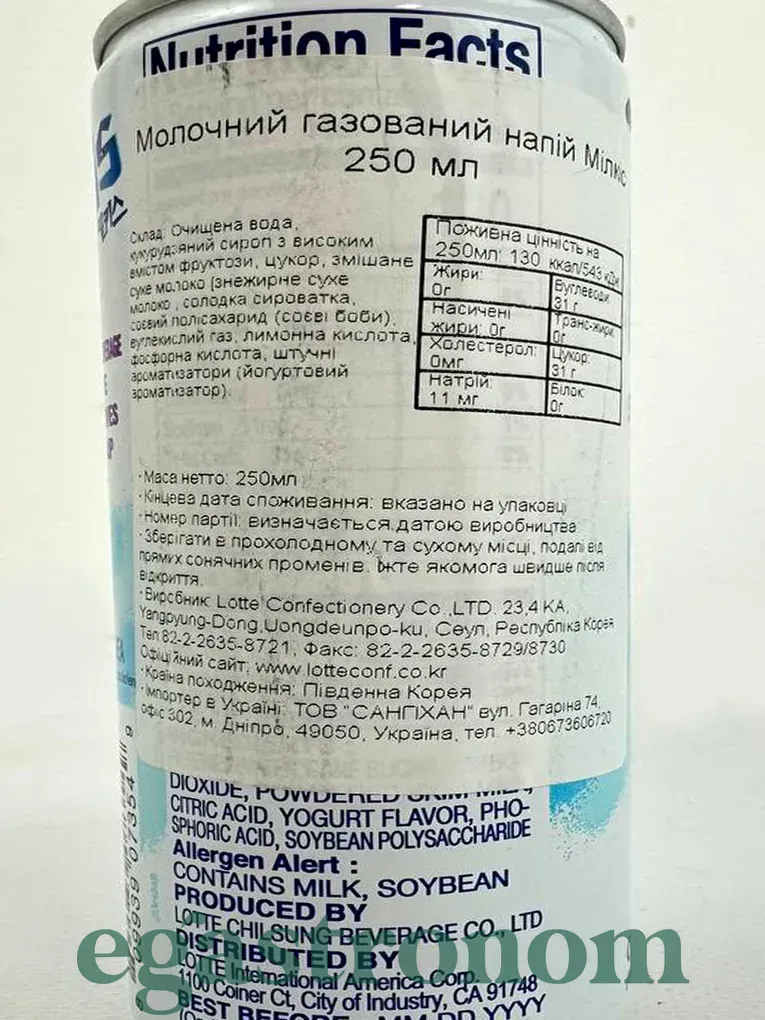 Nutrition Facts
Молочний газований напій Мілкіс
250 мл
Склад: Очищена вода,
кукурудзяний сироп з високим
вмістом фруктози, цукор, змішане
сухе молоко (знежирне сухе
молоко , солодка сироватка,
соєвий полісахарид (соєві боби),
вуглекислий газ, лимонна кислота,
фосфорна кислота, штучні
ароматизатори (йогуртовий
ароматизатор).
Поживна цінність на
250мл: 130 ккал/543 кДж
Жири:
0г
Вуглеводи:
31 г
Насичені
жири: 0г
Транс-жири:
0г
Холестерол:
0мг
Цукор:
31 г
Натрій:
11 мг
Білок:
0г
· Маса нетто: 250мл
· Кінцева дата споживання: вказано на упаковці
· Номер партії: визначається датою виробництва
· Зберігати в прохолодному та сухому місці, подалі від
прямих сонячних променів. Їжте якомога швидше після
відкриття.
· Виробник: Lotte Confectionery Co.,LTD. 23,4 KA,
Yangpyung-Dong,Uongdeunpo-ku, Сеул, Республіка Корея
Тел 82-2-2635-8721, Факс: 82-2-2635-8729/8730
Офіційний сайт: www.lotteconf.co.kr
· Країна походження: Південна Корея
· Імпортер в Україні: ТОВ "САНГІХАН" вул. Гагаріна 74,
офіс 302, м. Дніпро, 49050, Україна, тел. +380673606720
DIOXIDE, POWDERED SKIM MILK,
CITRIC ACID, YOGURT FLAVOR, PHO-
SPHORIC ACID, SOYBEAN POLYSACCHARIDE
Allergen Alert :
CONTAINS MILK, SOYBEAN
PRODUCED BY
LOTTE CHILSUNG BEVERAGE CO., LTD
DISTRIBUTED BY
LOTTE International America Corp.
1100 Coiner Ct, City of Industry, CA 91748
BEST BEFORE : MM DD YYYY
egastronom